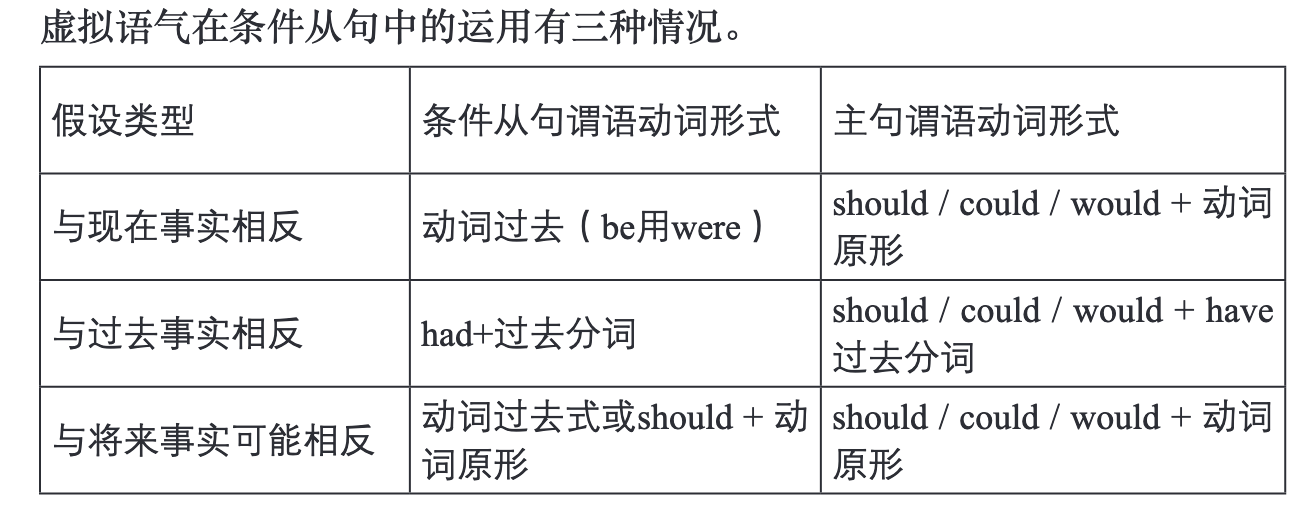 虚拟语气在条件从句中的运用有三种情况。
假设类型
条件从句谓语动词形式
主句谓语动词形式
与现在事实相反
动词过去（be用were）
should / could / would + 动词
原形
与过去事实相反
had+过去分词
should / could / would + have
过去分词
与将来事实可能相反
动词过去式或should + 动
词原形
should / could / would + 动词
原形